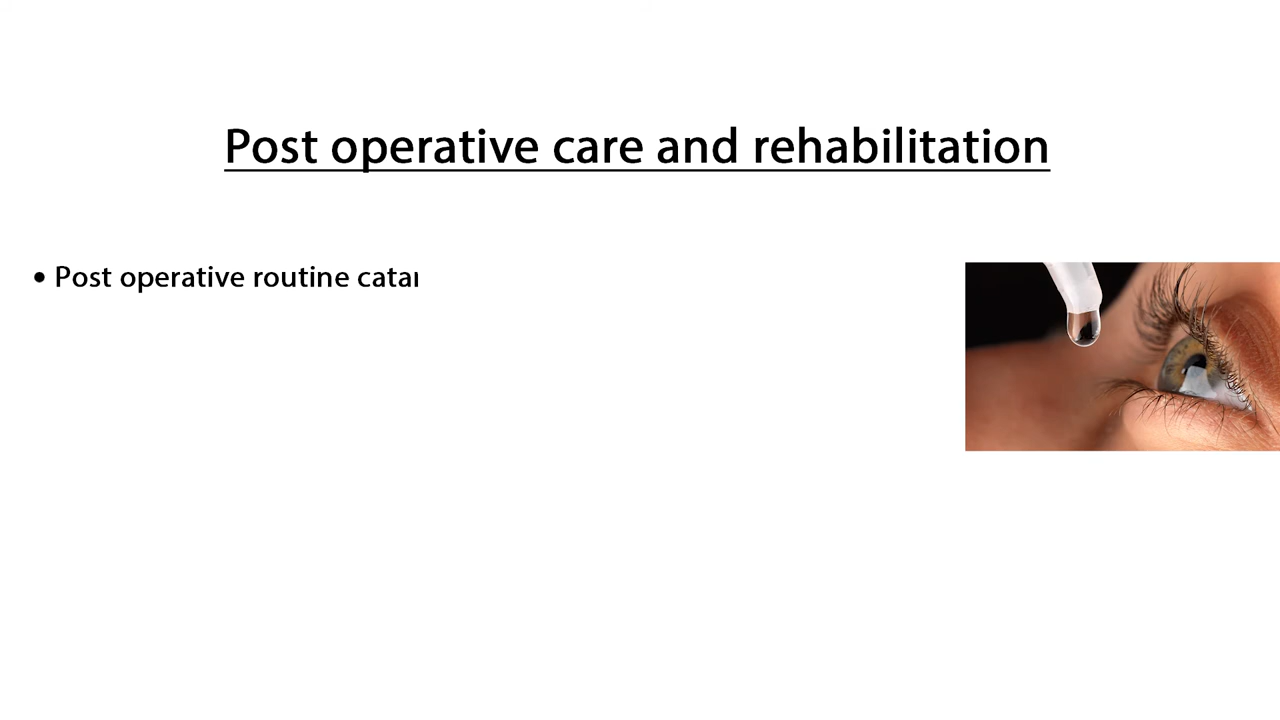 Post operative care and rehabilitation
• Post operative routine